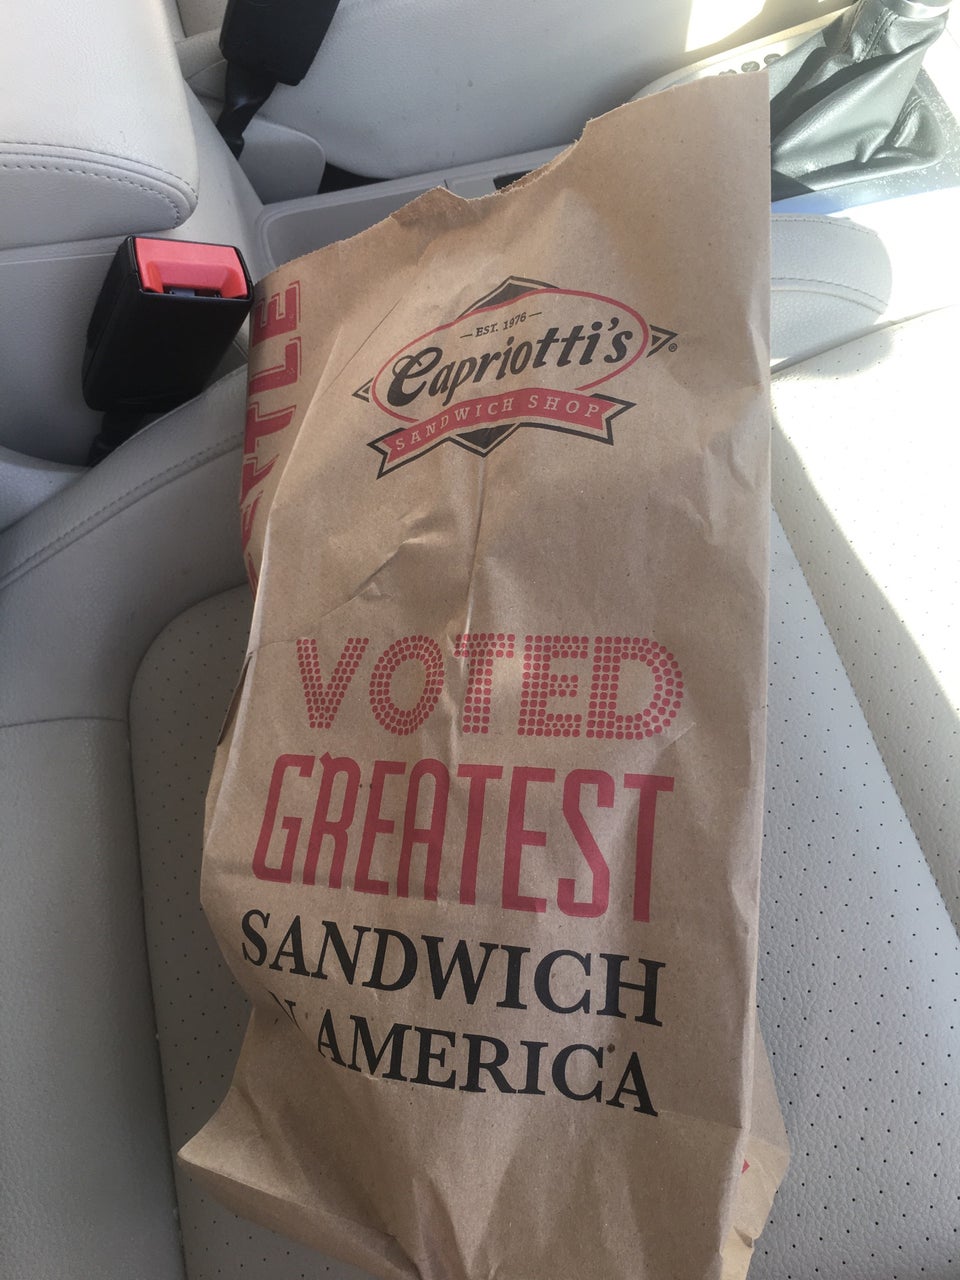 EST. 1976
Capriotti's®
SANDWICH SHOP
VOTED
GREATEST
SANDWICH
AMERICA®